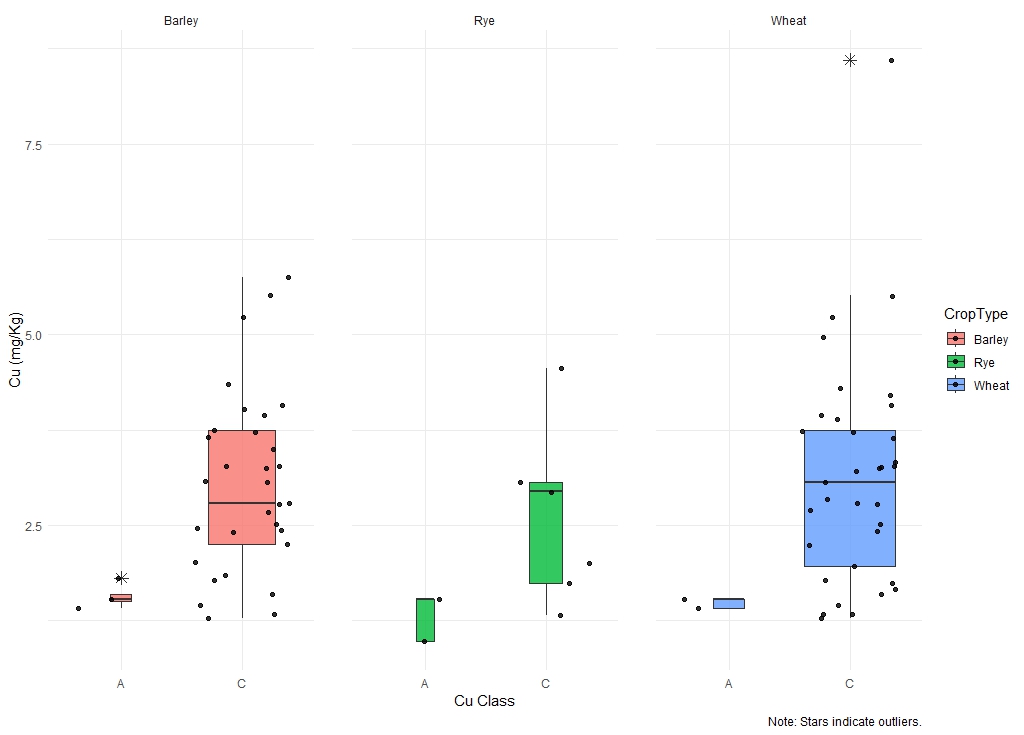 Barley
Rye
Wheat
7.5
5.0
2.5
Cu (mg/Kg)
A
C
A
C
A
C
Cu Class
CropType
Barley
Rye
Wheat
Note: Stars indicate outliers.